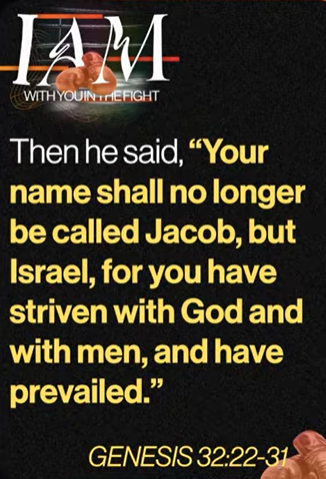 I AM
WITH YOU IN THE FIGHT
Then he said, “Your
name shall no longer
be called Jacob, but
Israel, for you have
striven with God and
with men, and have
prevailed.”
GENESIS 32:22-31